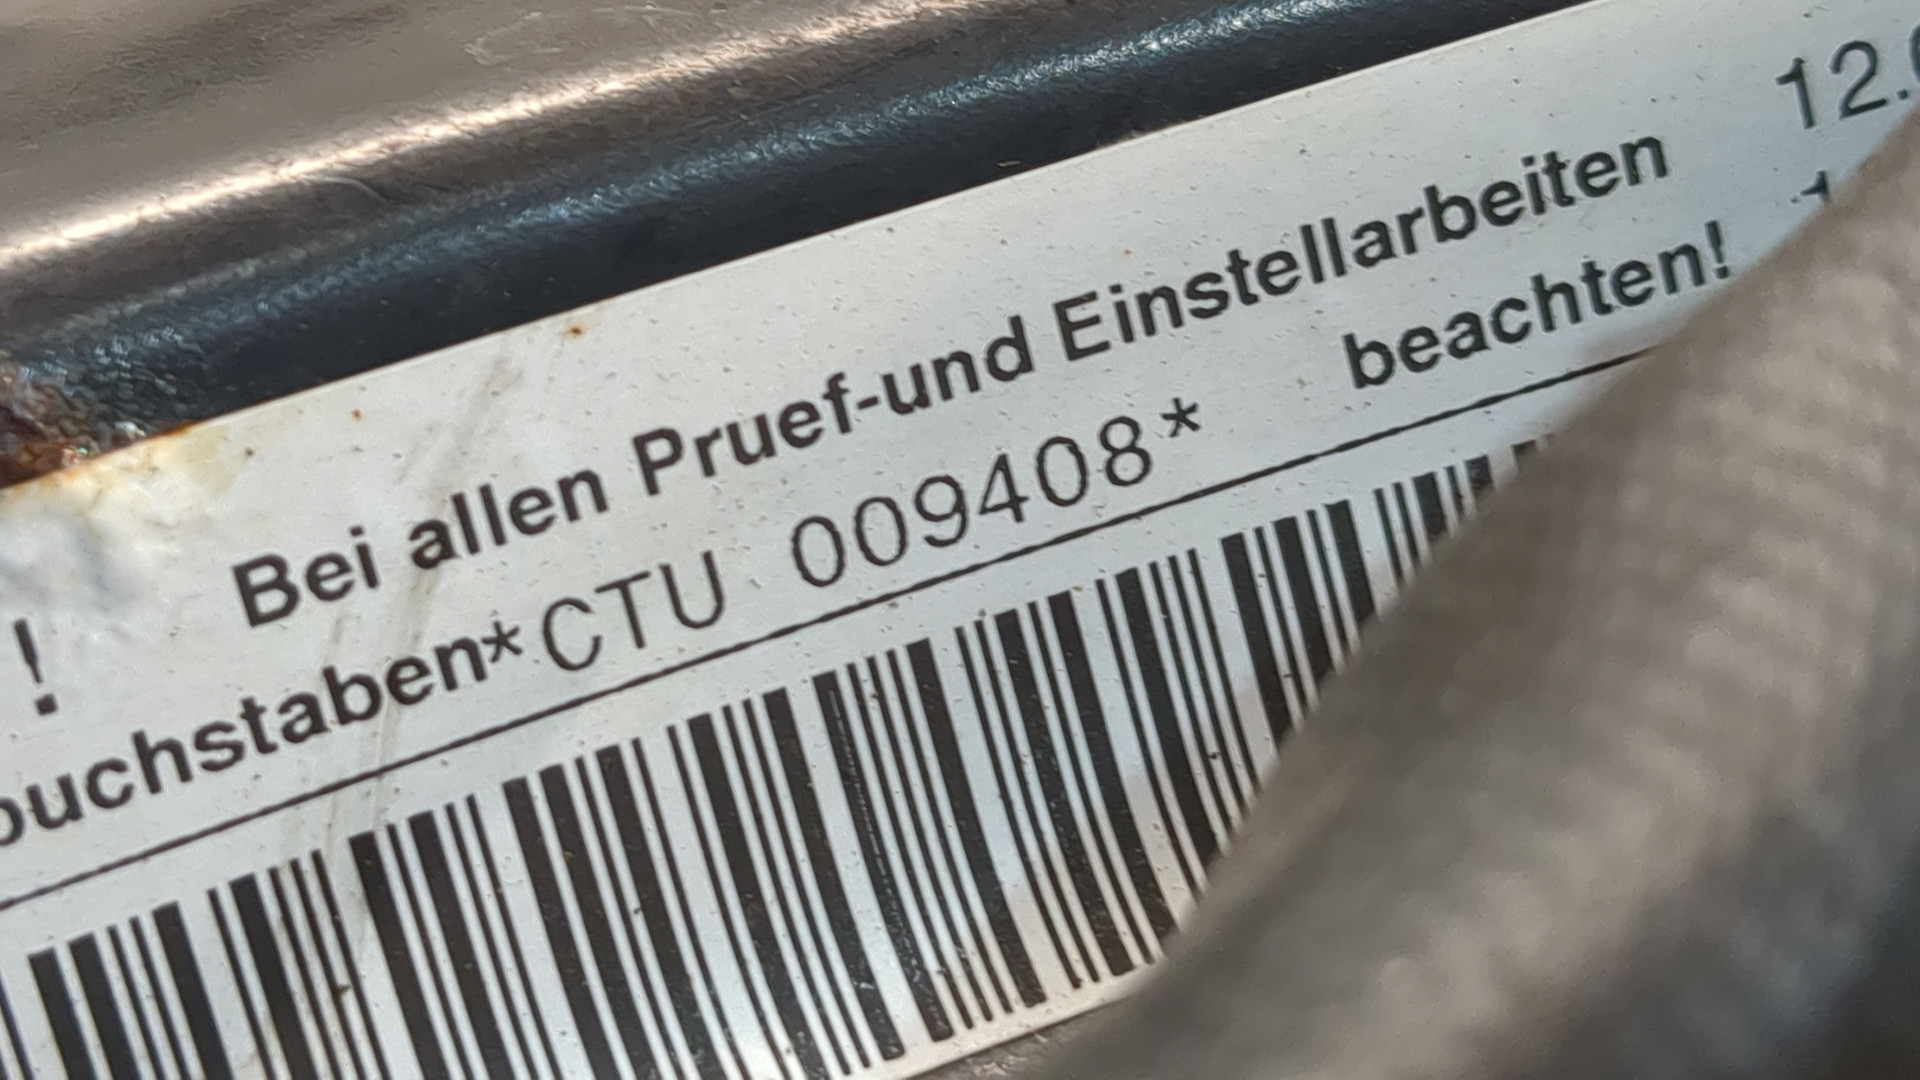 ! Bei allen Pruef-und Einstellarbeiten 12.
buchstaben*CTU 009408* beachten!